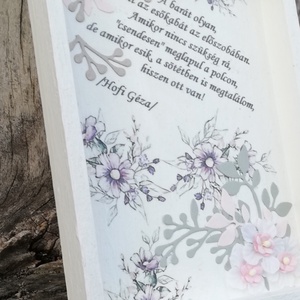 A barát olyan,
az esőkabát az előszobában.
Amikor nincs szükség rá,
"csendesen" meglapul a polcon,
de amikor esik, a sötétben is megtalálom,
hiszen ott van!
/Hofi Géza/